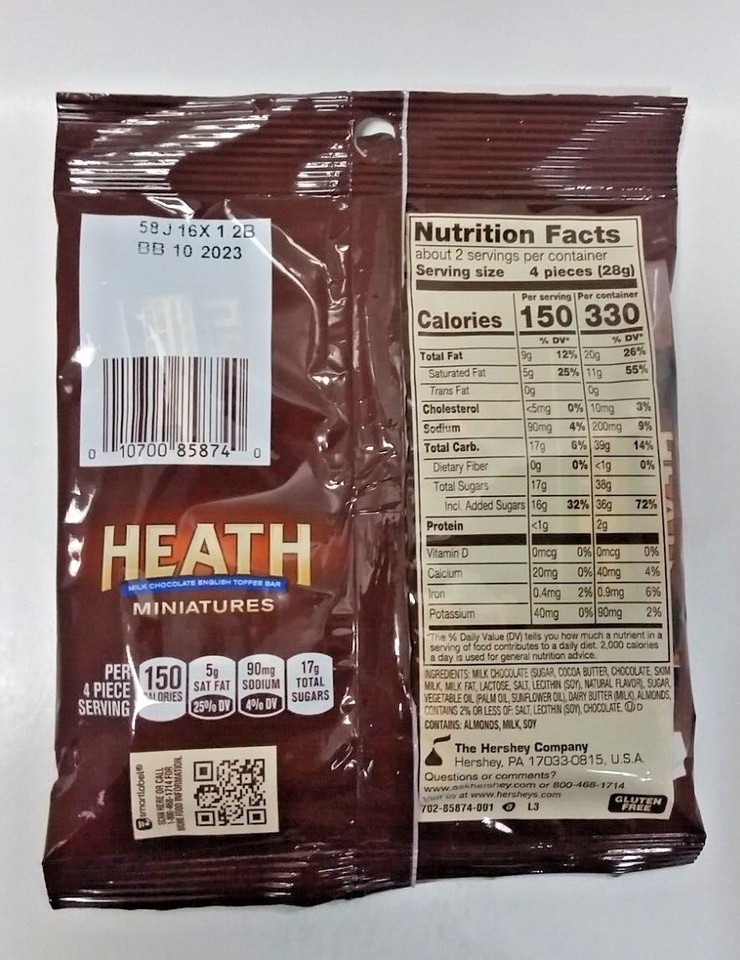 58J 16X 1 2B
BB 10 2023
0 10700 85874 0
HEATH
MILK CHOCOLATE ENGLISH TOFFEE BAR
MINIATURES
PER 4 PIECE SERVING
150 CALORIES
5g SAT FAT 25% DV
90mg SODIUM 4% DV
17g TOTAL SUGARS
smartlabel®
SCAN HERE OR CALL
1-800-468-1714 FOR
MORE FOOD INFORMATION.
Nutrition Facts
about 2 servings per container
Serving size 4 pieces (28g)
Per serving Per container
Calories 150 330
% DV* % DV*
Total Fat 9g 12% 20g 26%
Saturated Fat 5g 25% 11g 55%
Trans Fat 0g 0g
Cholesterol <5mg 0% 10mg 3%
Sodium 90mg 4% 200mg 9%
Total Carb. 17g 6% 39g 14%
Dietary Fiber 0g 0% <1g 0%
Total Sugars 17g 38g
Incl. Added Sugars 16g 32% 36g 72%
Protein <1g 2g
Vitamin D 0mcg 0% 0mcg 0%
Calcium 20mg 0% 40mg 4%
Iron 0.4mg 2% 0.9mg 6%
Potassium 40mg 0% 90mg 2%
*The % Daily Value (DV) tells you how much a nutrient in a
serving of food contributes to a daily diet. 2,000 calories
a day is used for general nutrition advice.
INGREDIENTS: MILK CHOCOLATE (SUGAR, COCOA BUTTER, CHOCOLATE, SKIM
MILK, MILK FAT, LACTOSE, SALT, LECITHIN (SOY), NATURAL FLAVOR), SUGAR,
VEGETABLE OIL (PALM OIL, SUNFLOWER OIL), DAIRY BUTTER (MILK), ALMONDS,
CONTAINS 2% OR LESS OF: SALT, LECITHIN (SOY), CHOCOLATE. Ⓤ D
CONTAINS: ALMONDS, MILK, SOY
The Hershey Company
Hershey, PA 17033-0815, U.S.A.
Questions or comments?
www.askhershey.com or 800-468-1714
Visit us at www.hersheys.com
702-85874-001 L3
GLUTEN FREE